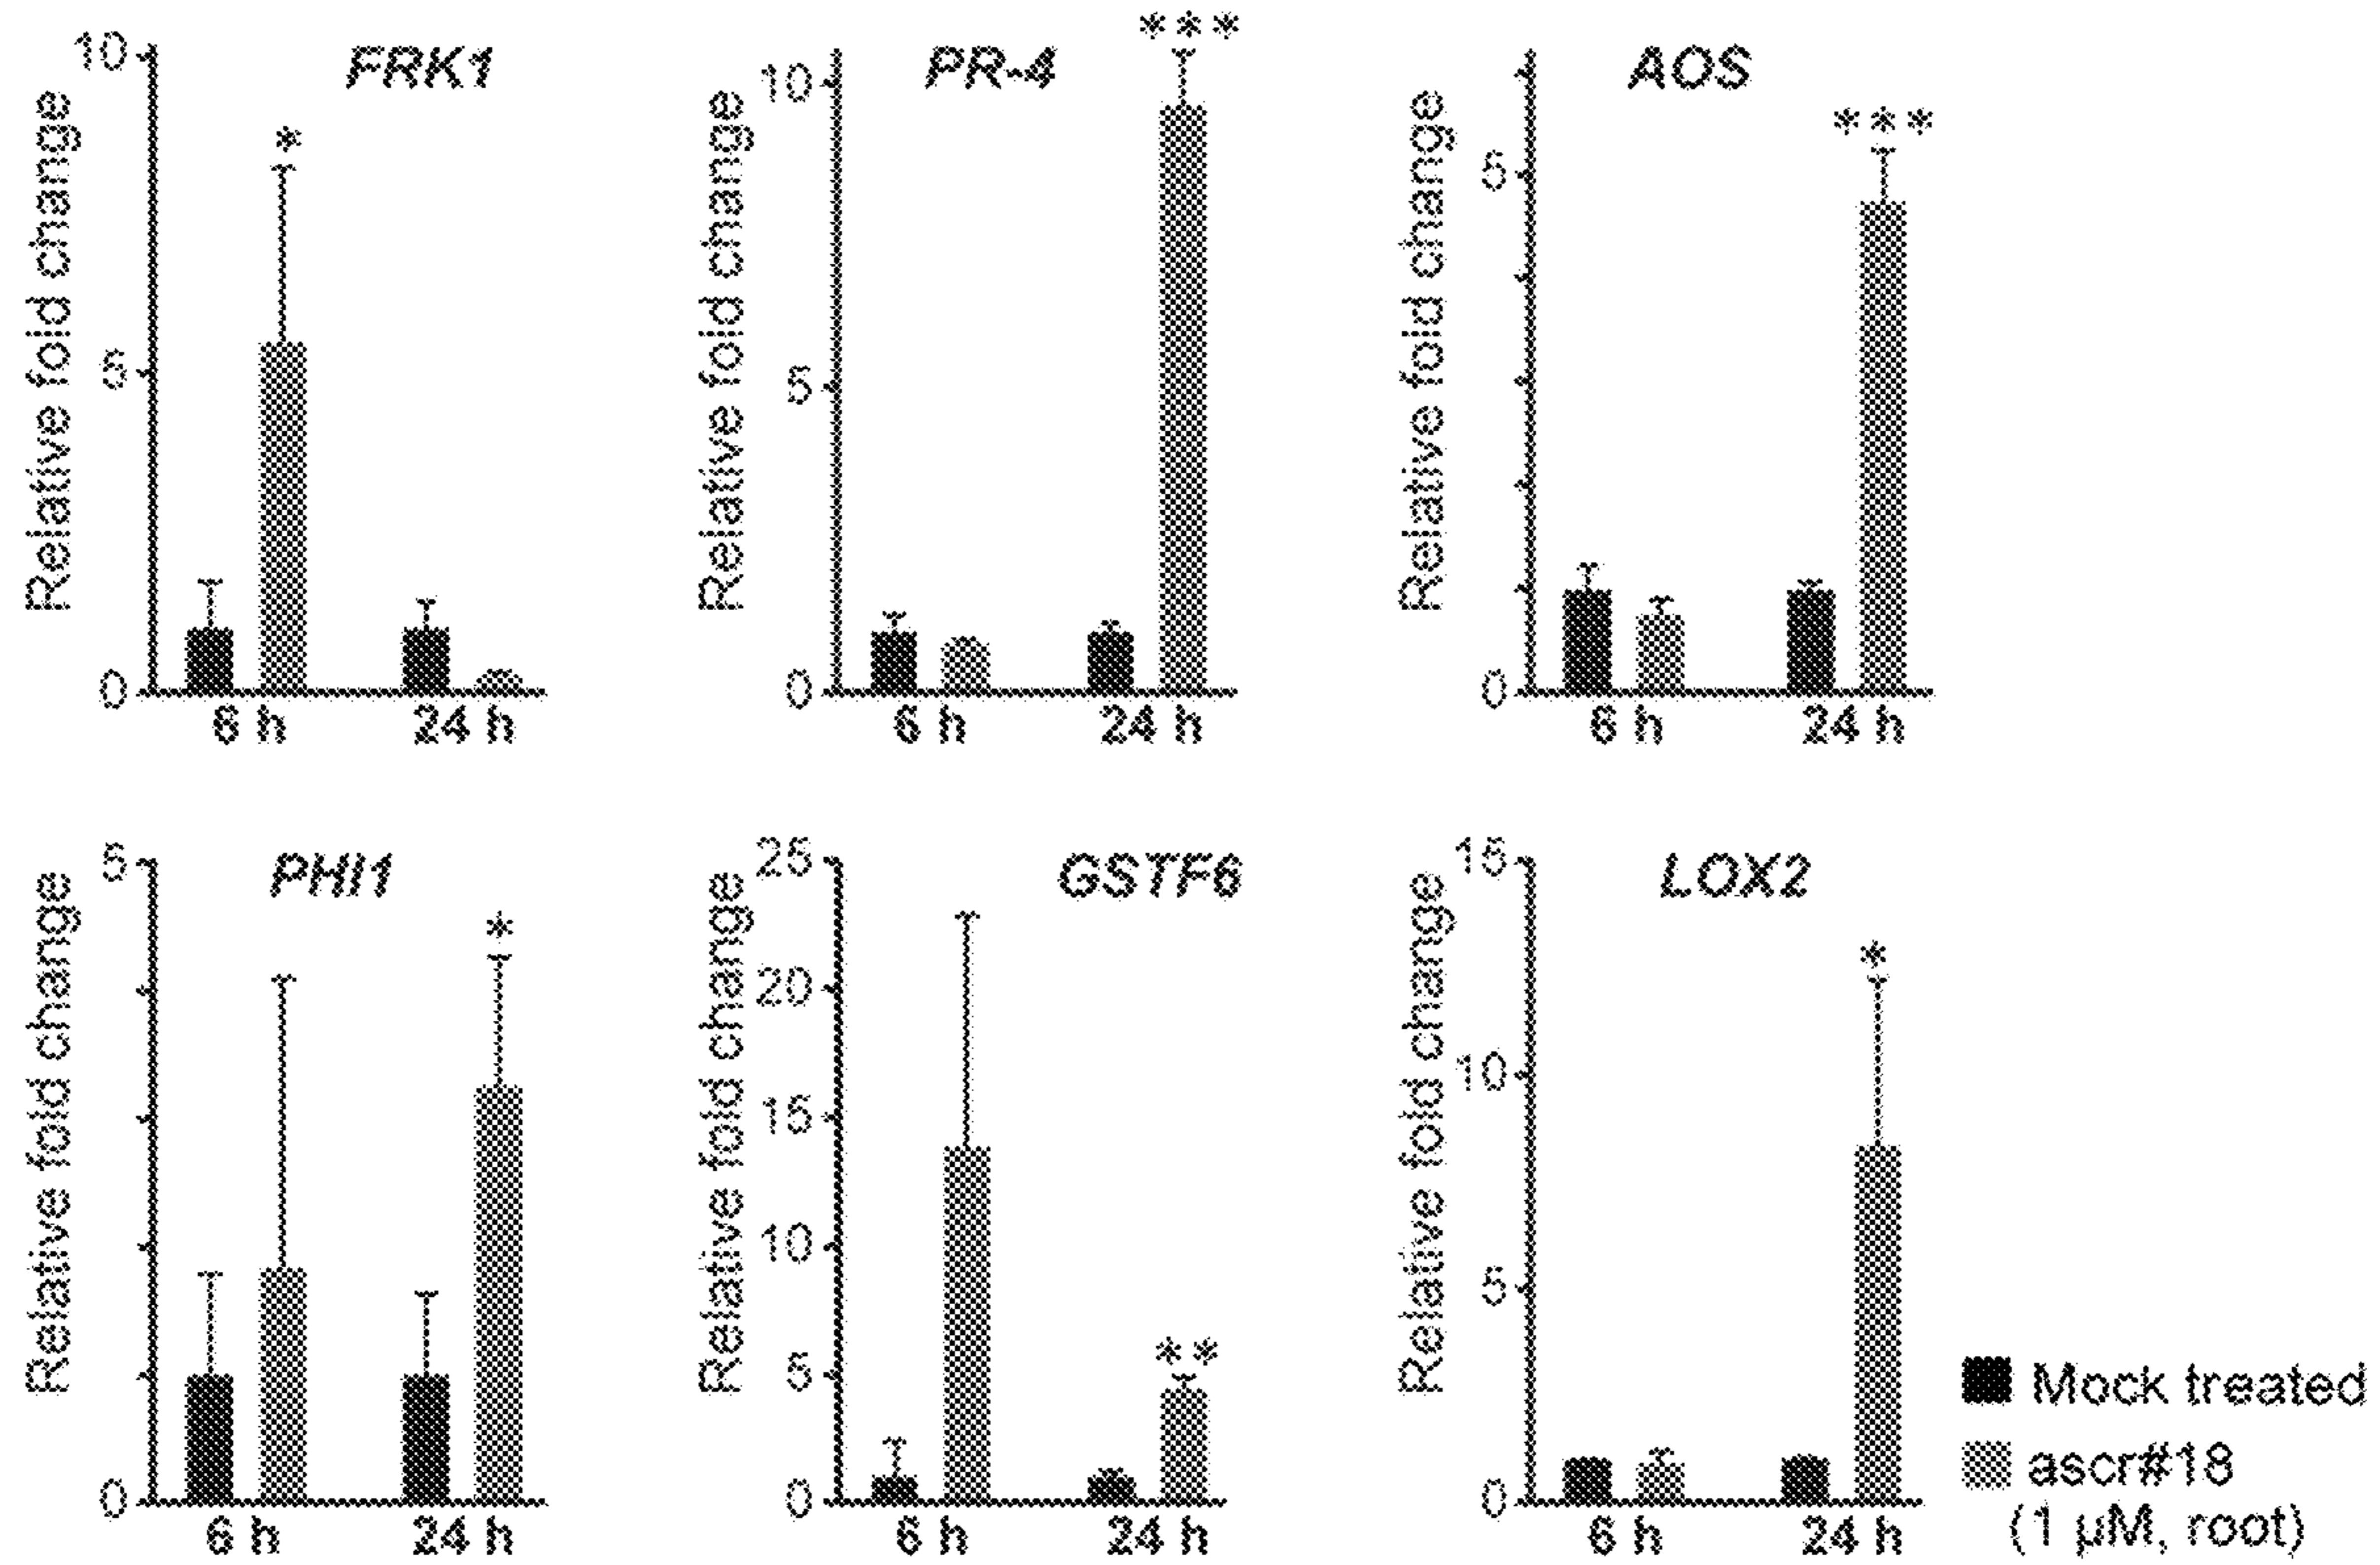 FRK1
*
Relative fold change
10
5
0
6 h
24 h
PR-4
***
Relative fold change
10
5
0
6 h
24 h
AOS
***
Relative fold change
5
0
6 h
24 h
PHI1
*
Relative fold change
5
0
6 h
24 h
GSTF6
**
Relative fold change
25
20
15
10
5
0
6 h
24 h
LOX2
*
Relative fold change
15
10
5
0
6 h
24 h
Mock treated
ascr#18
(1 µM, root)